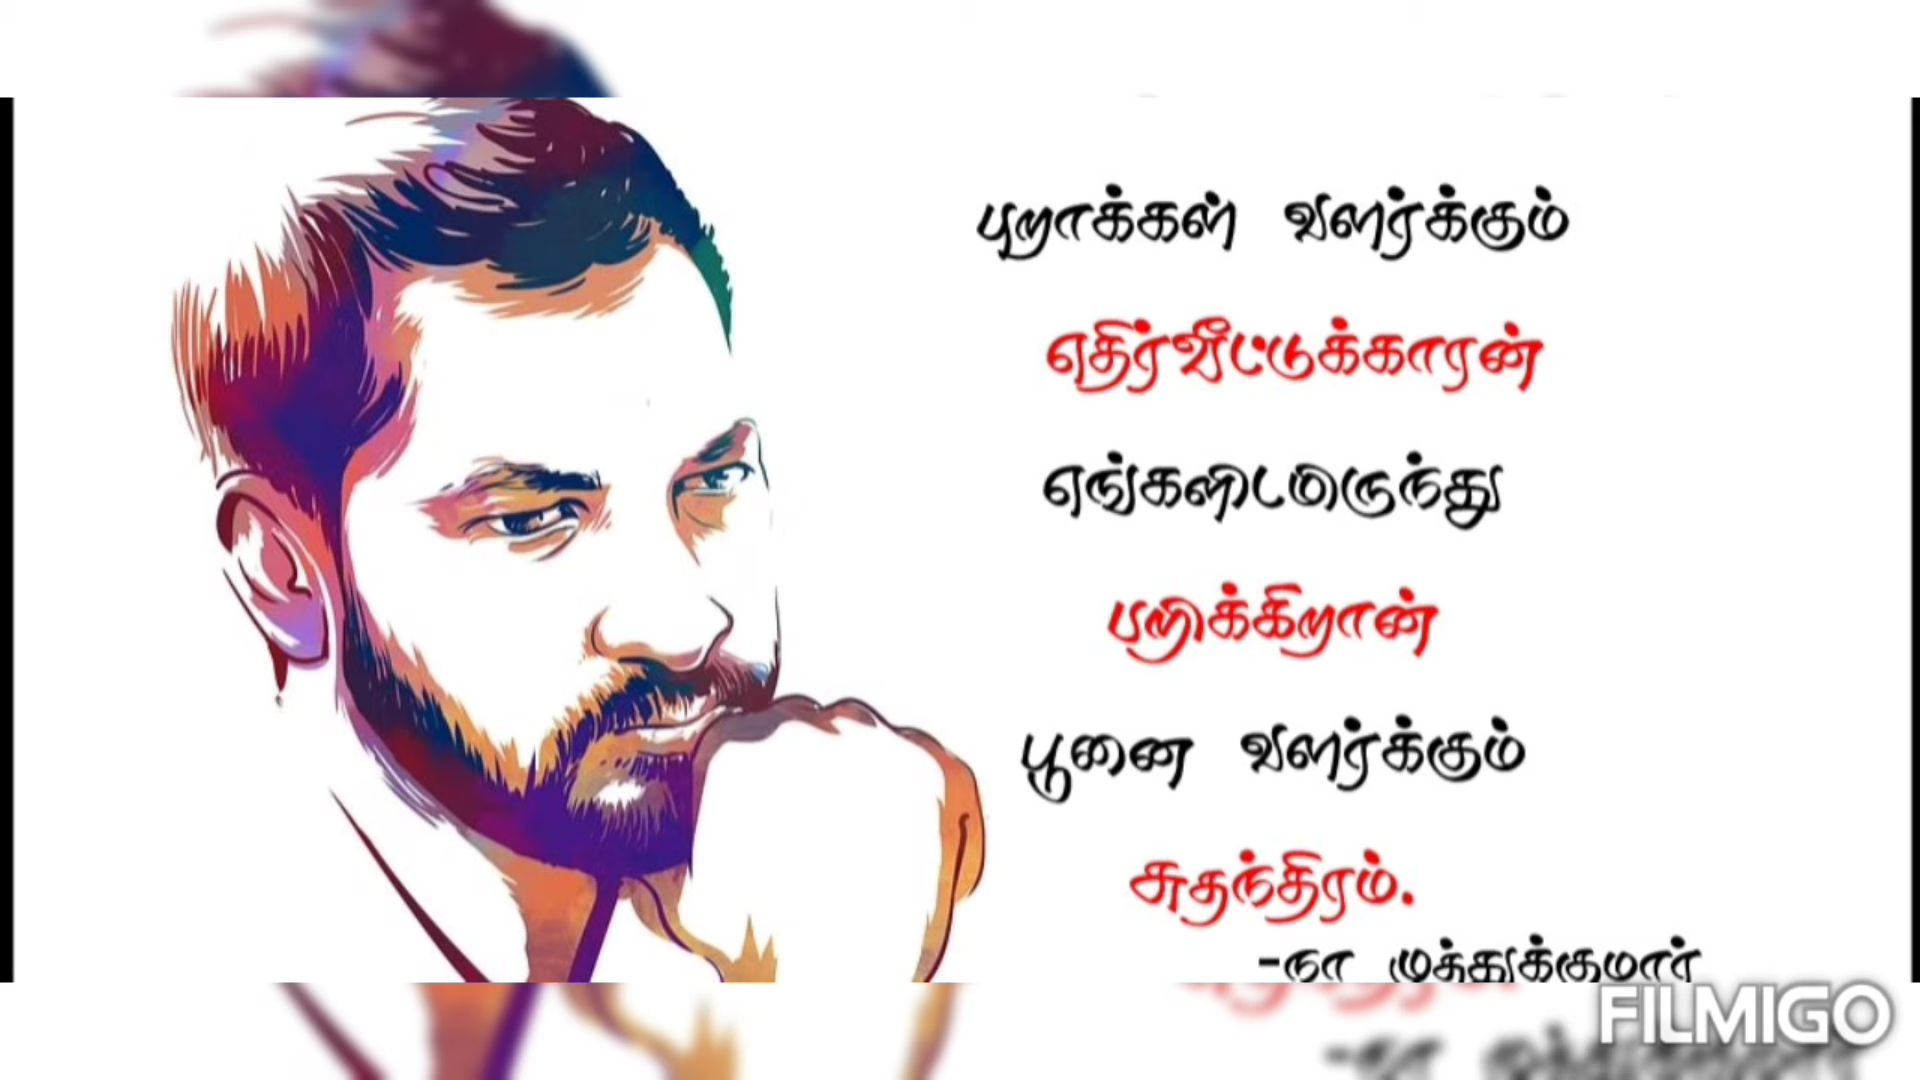 புறாக்கள் வளர்க்கும்
எதிர்வீட்டுக்காரன்
எங்களிடமிருந்து
பறிக்கிறான்
பூனை வளர்க்கும்
சுதந்திரம்.
-நா முத்துக்குமார்
FILMIGO